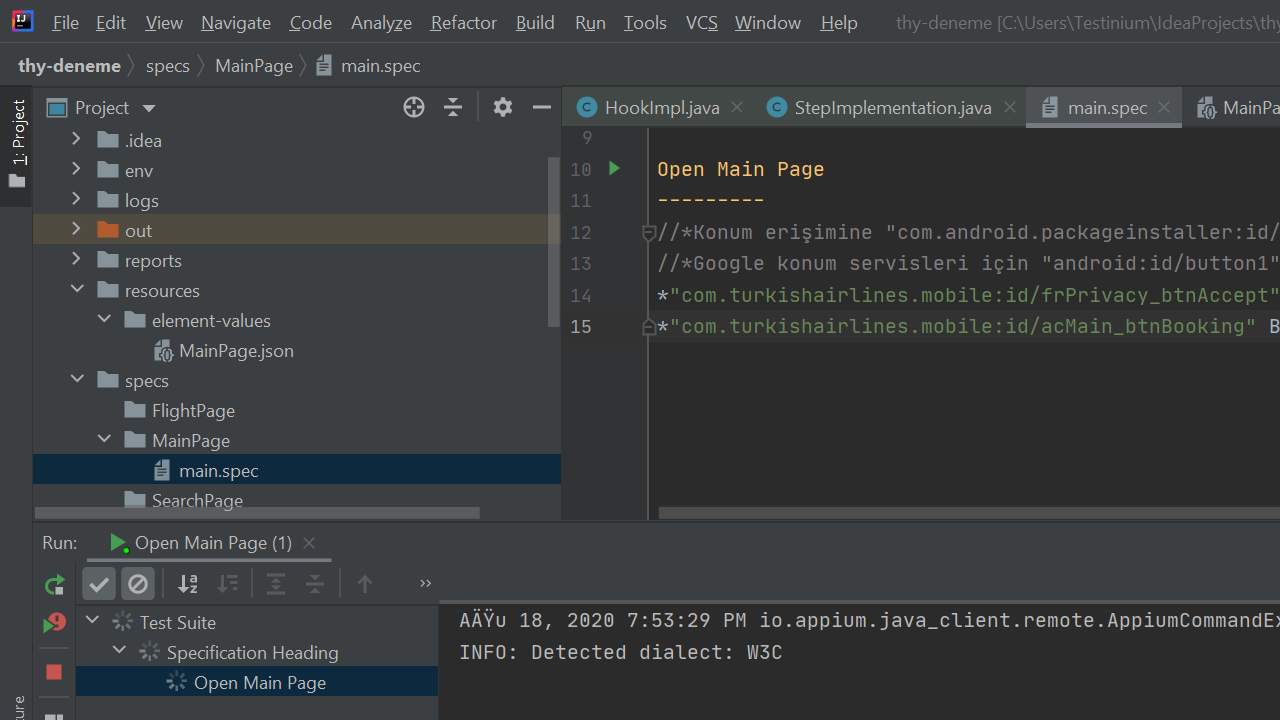 File Edit View Navigate Code Analyze Refactor Build Run Tools VCS Window Help thy-deneme [C:\Users\Testinium\IdeaProjects\thy
thy-deneme specs MainPage main.spec
1: Project
Project
.idea
env
logs
out
reports
resources
element-values
MainPage.json
specs
FlightPage
MainPage
main.spec
SearchPage
HookImpl.java StepImplementation.java main.spec MainPa
9
10 Open Main Page
11 ---------
12 //*Konum erişimine "com.android.packageinstaller:id/
13 //*Google konum servisleri için "android:id/button1"
14 *"com.turkishairlines.mobile:id/frPrivacy_btnAccept"
15 *"com.turkishairlines.mobile:id/acMain_btnBooking" B
Run: Open Main Page (1)
Test Suite
Specification Heading
Open Main Page
AÄŸu 18, 2020 7:53:29 PM io.appium.java_client.remote.AppiumCommandEx
INFO: Detected dialect: W3C